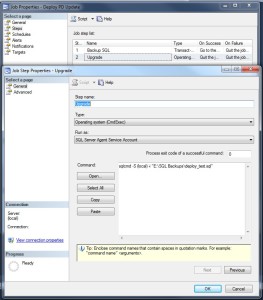 Job Properties - Deploy PD Update
Select a page
General
Steps
Schedules
Alerts
Notifications
Targets
Script
Help
Job step list:
St... Name Type On Success On Failure
1 Backup SQL Transac... Go to the... Quit the job...
2 Upgrade Operating... Quit the job... Quit the job...
Job Step Properties - Upgrade
Select a page
General
Advanced
Script
Help
Step name:
Upgrade
Type:
Operating system (CmdExec)
Run as:
SQL Server Agent Service Account
Process exit code of a successful command: 0
Command:
-S (local) < "E:\SQL Backups\deploy_test.sql"
Open...
Select All
Copy
Paste
Connection
Server:
(local)
Connection:
View connection properties
Progress
Ready
Tip: Enclose command names that contain spaces in quotation marks. For example:
"command name" <arguments>.
Next
Previous
OK
Cancel